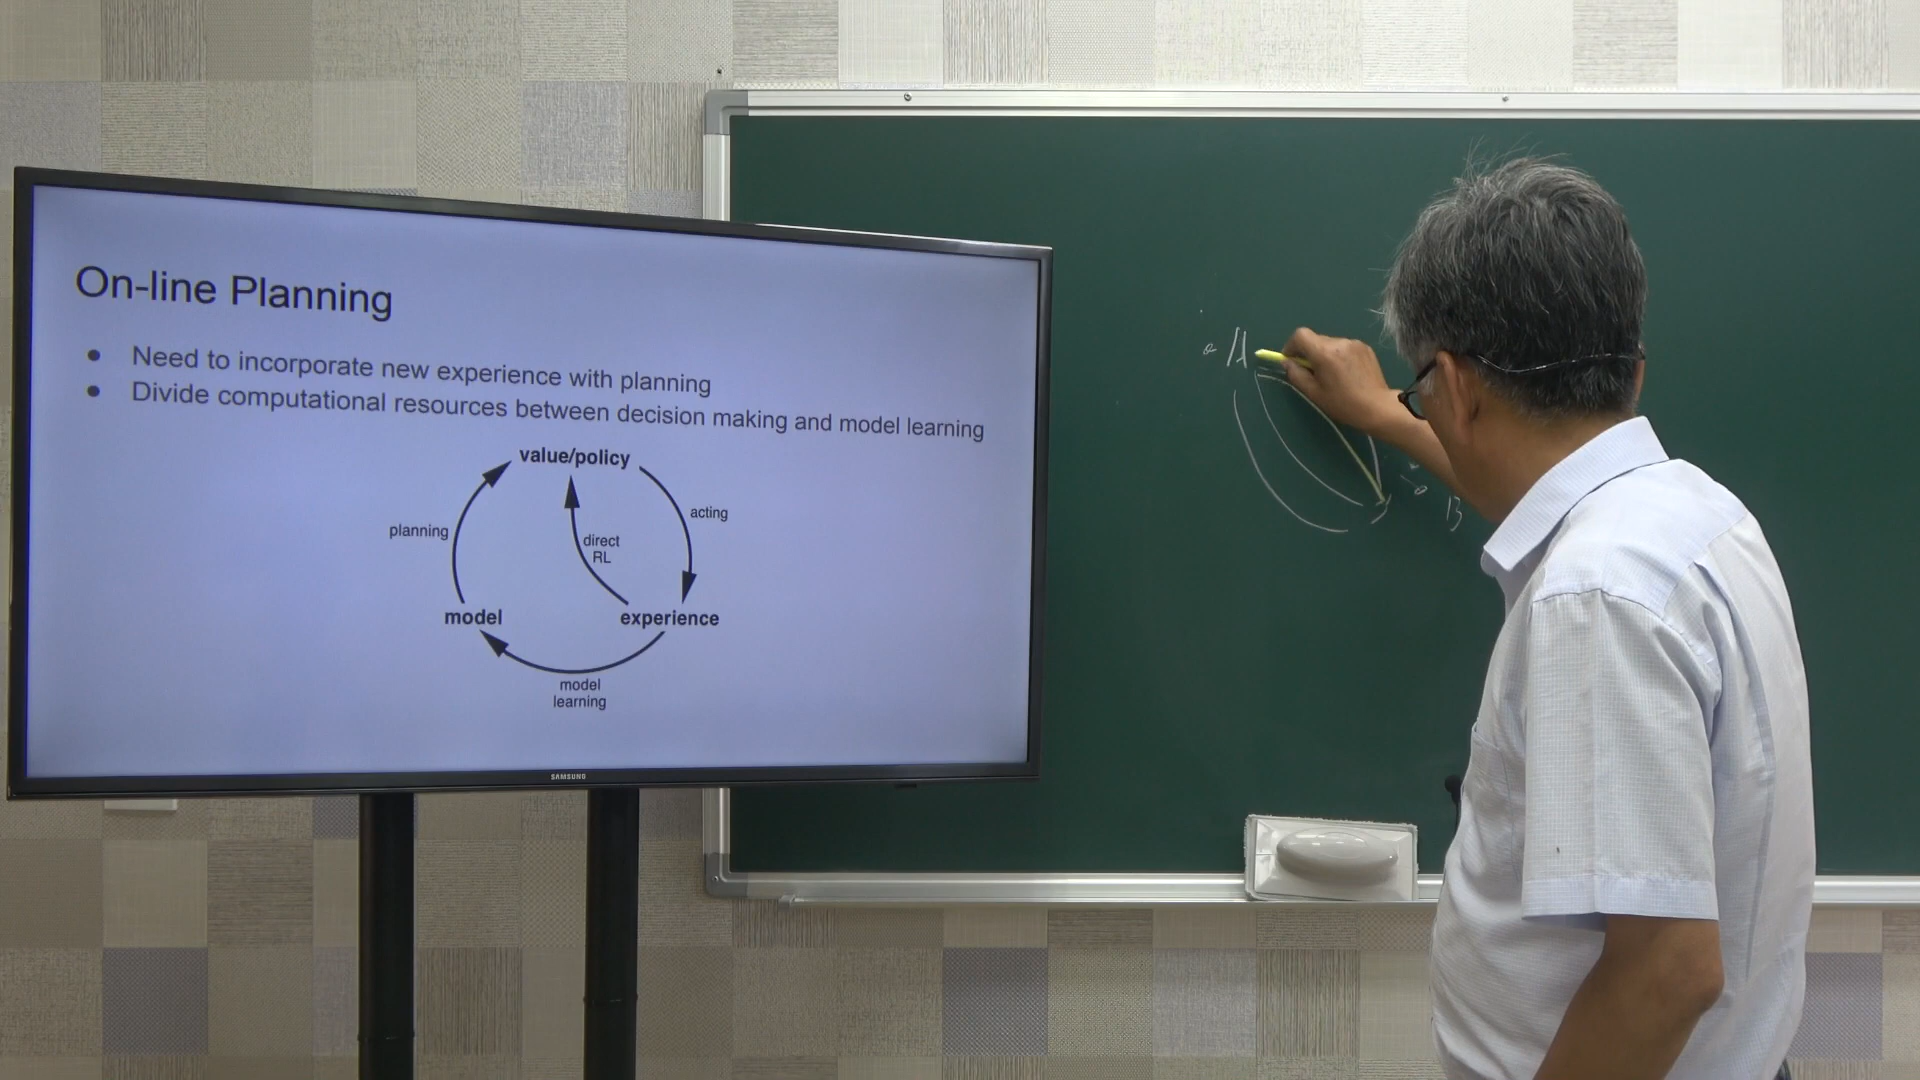 On-line Planning
● Need to incorporate new experience with planning
● Divide computational resources between decision making and model learning
value/policy
acting
planning
direct
RL
model
experience
model
learning
SAMSUNG
A
B